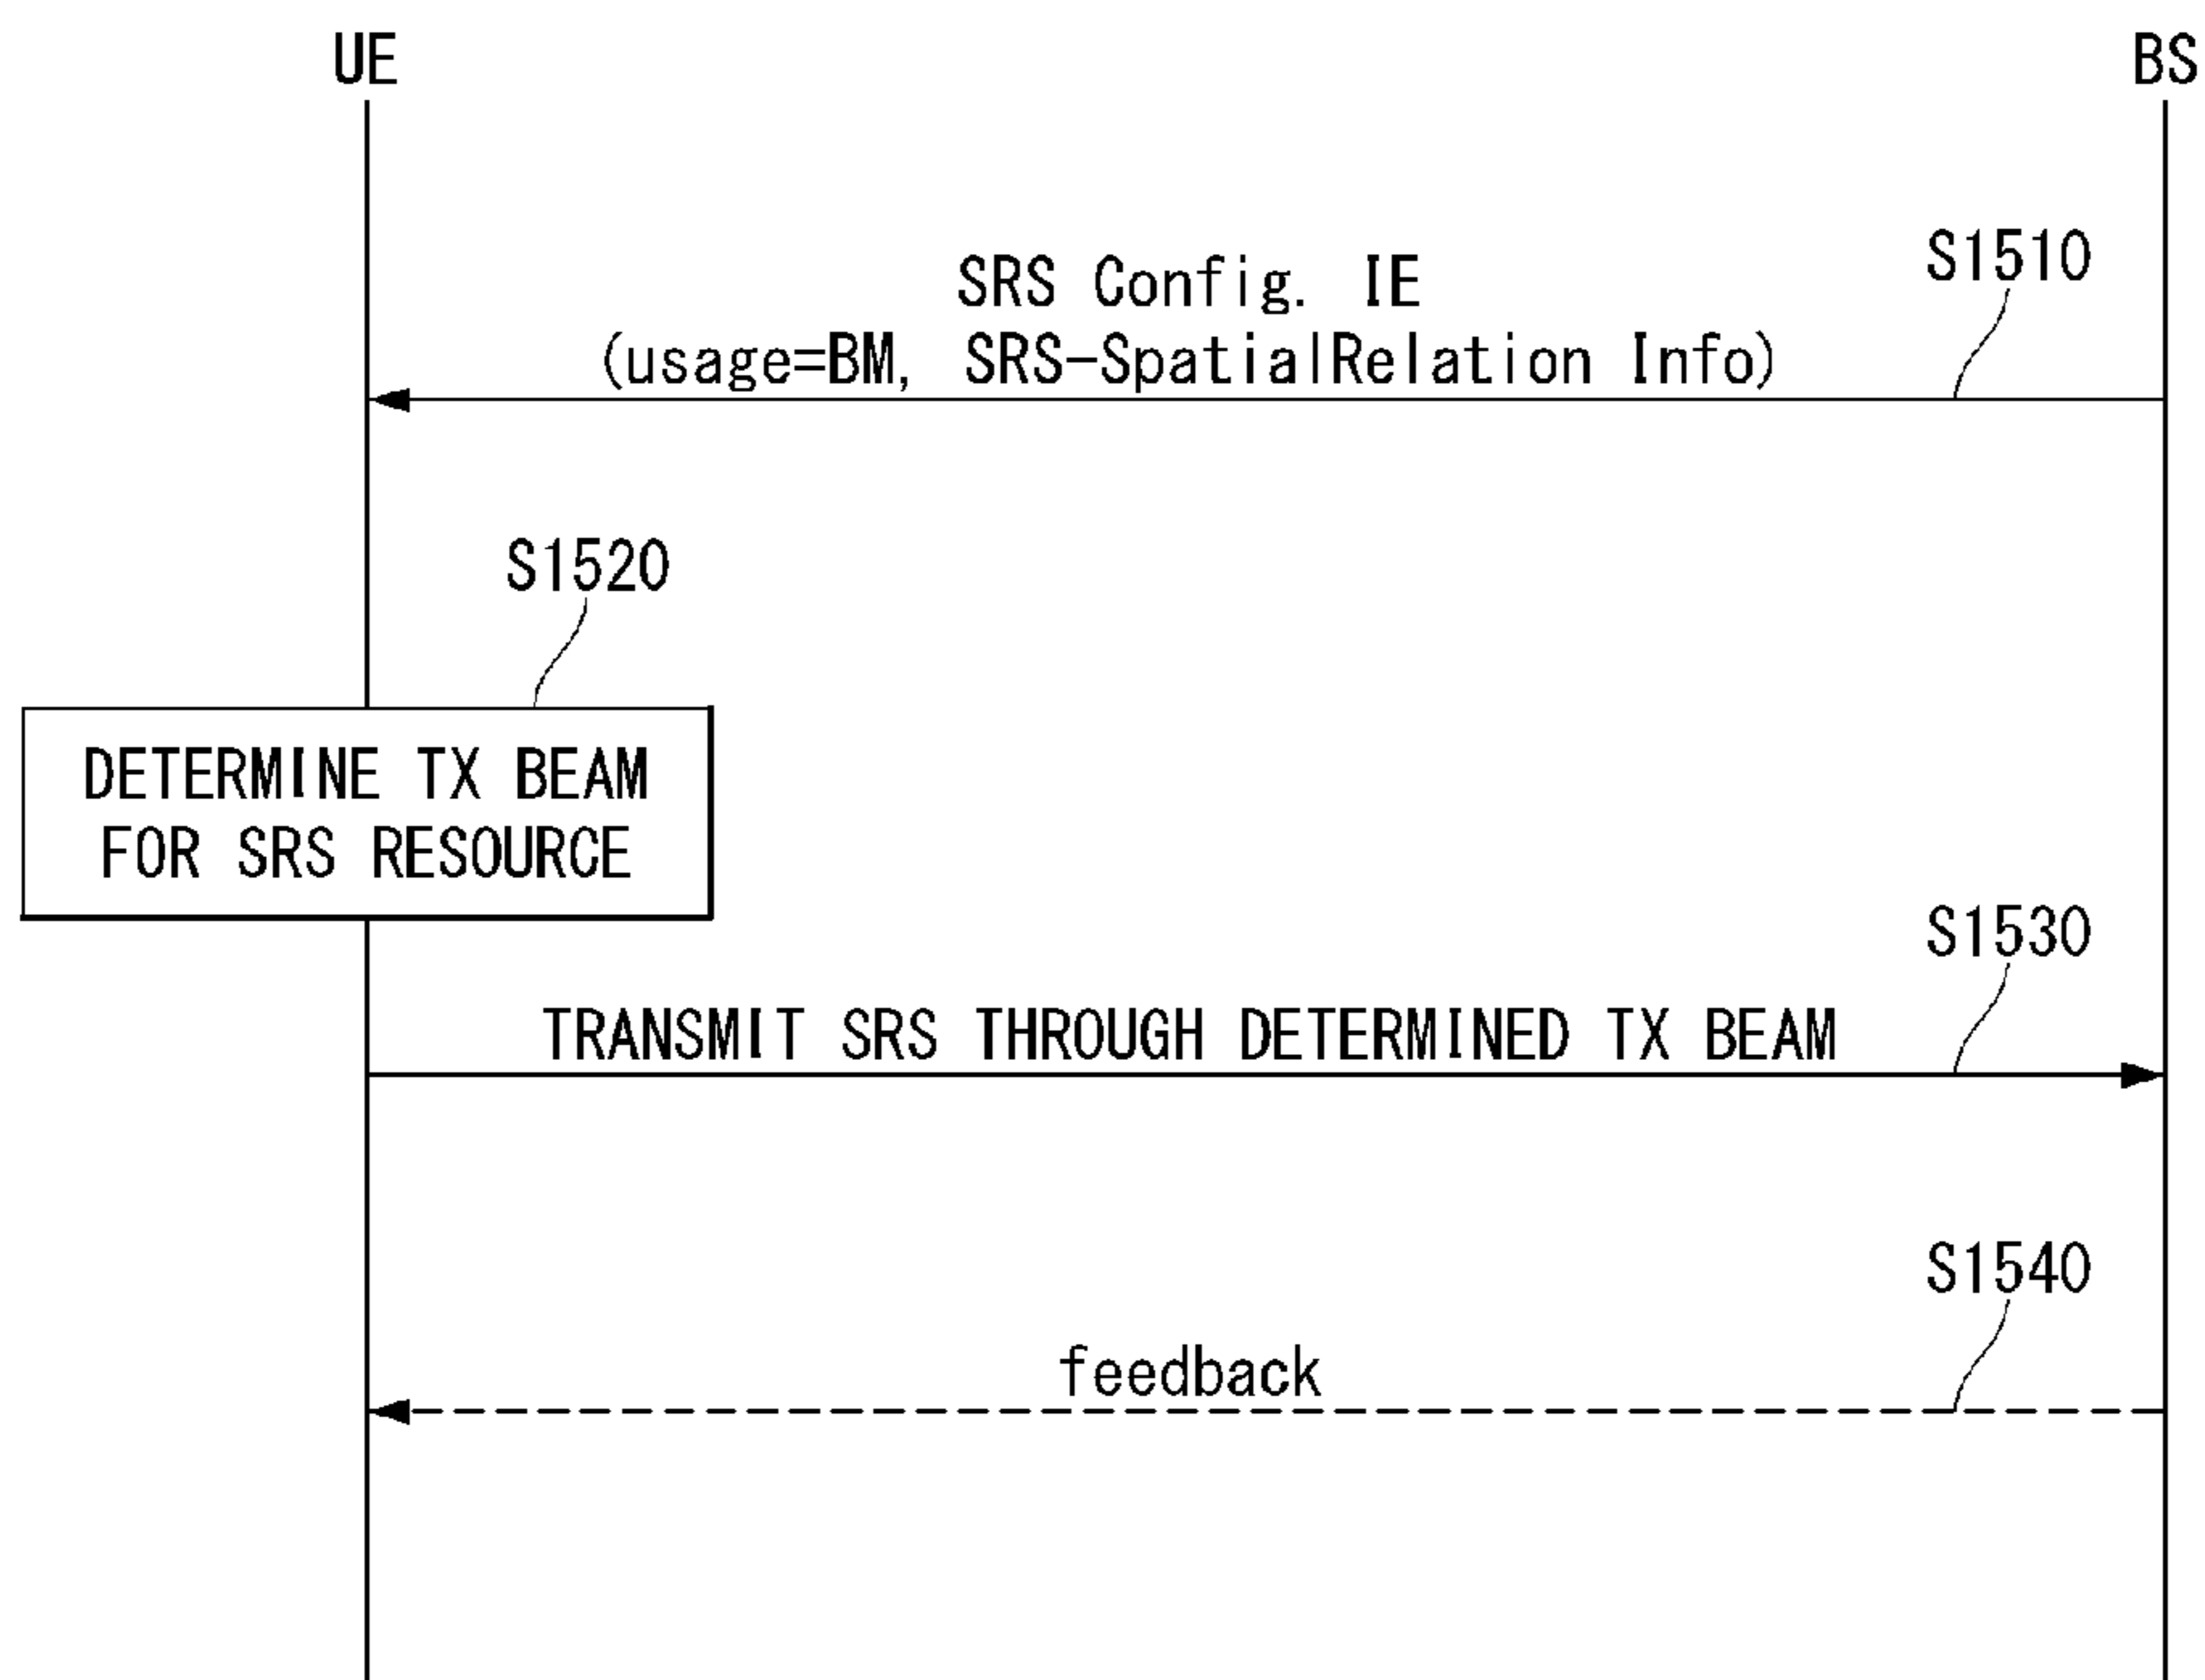 UE
BS
S1510
SRS Config. IE
(usage=BM, SRS-SpatialRelation Info)
S1520
DETERMINE TX BEAM
FOR SRS RESOURCE
S1530
TRANSMIT SRS THROUGH DETERMINED TX BEAM
S1540
feedback